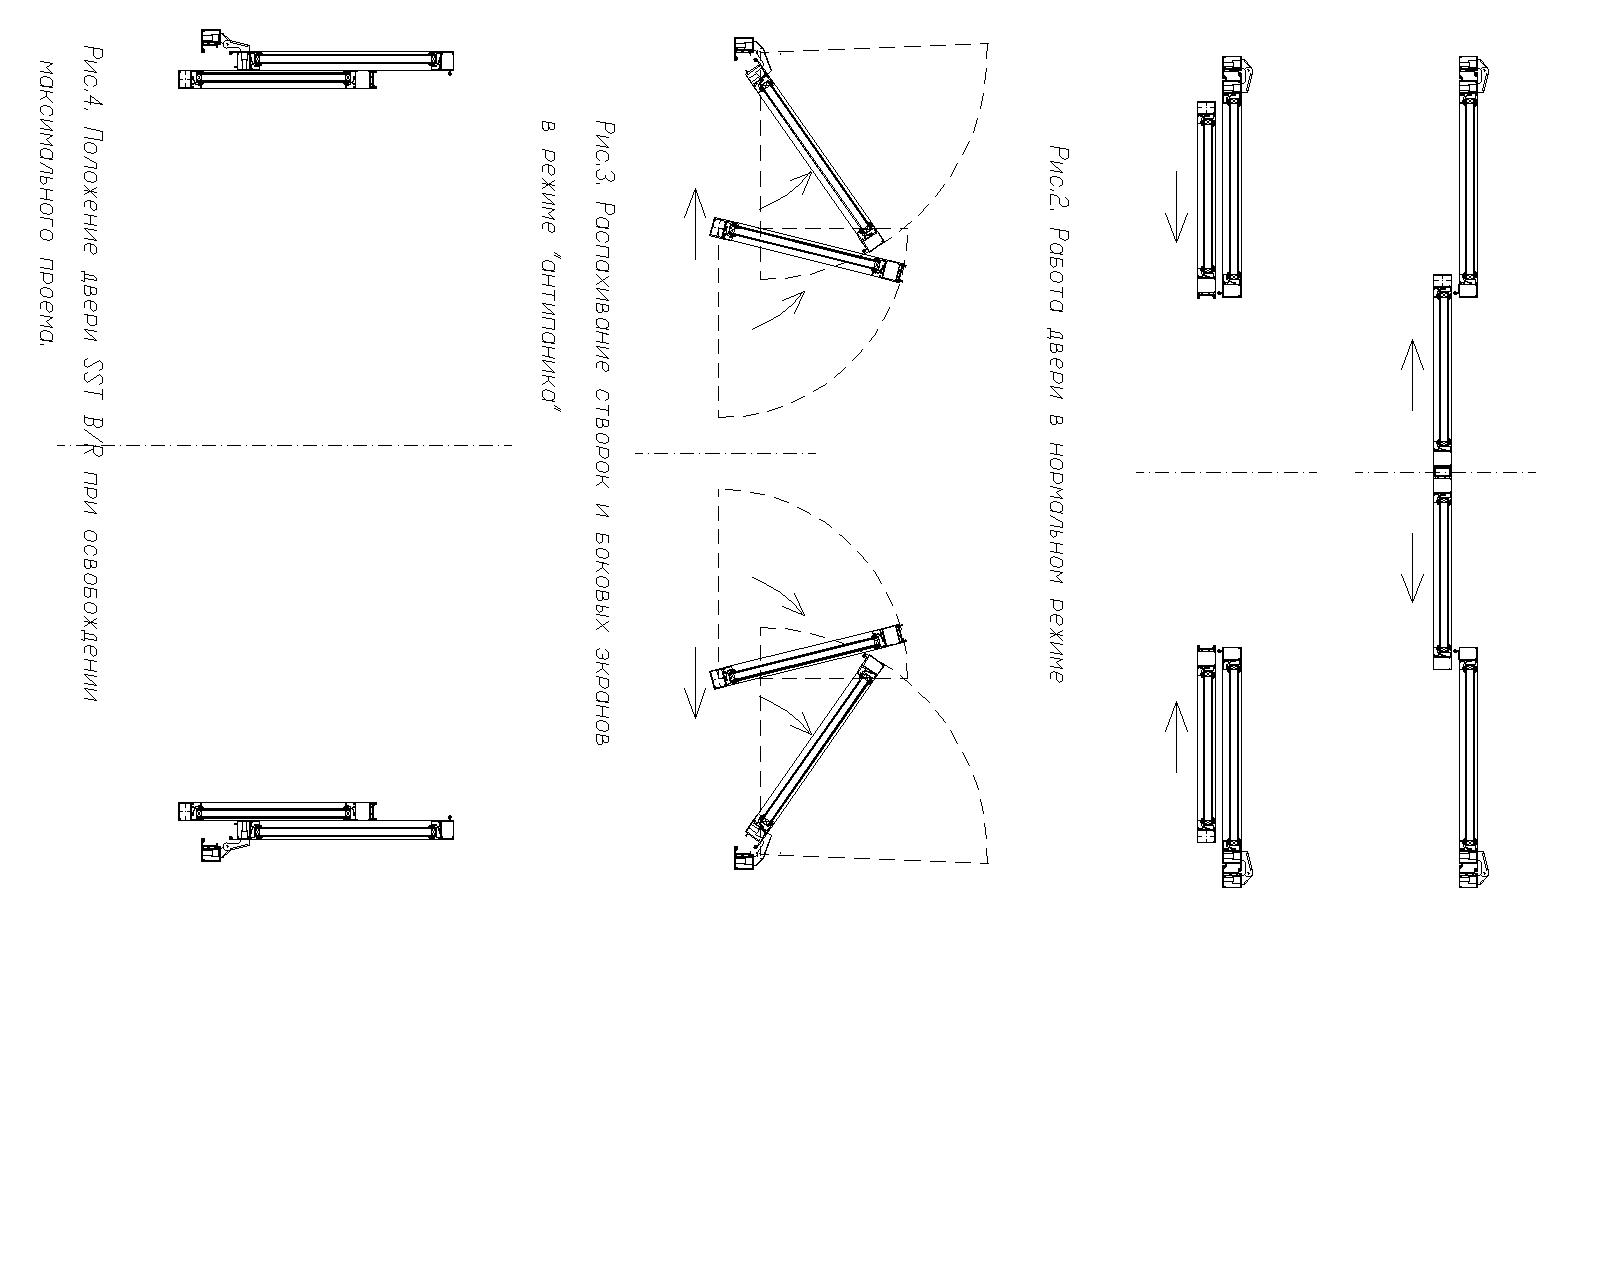 Рис.2. Работа двери в нормальном режиме
Рис.3. Распахивание створок и боковых экранов
в режиме "антипаника"
Рис.4. Положение двери SST B/R при освобождении
максимального проема.